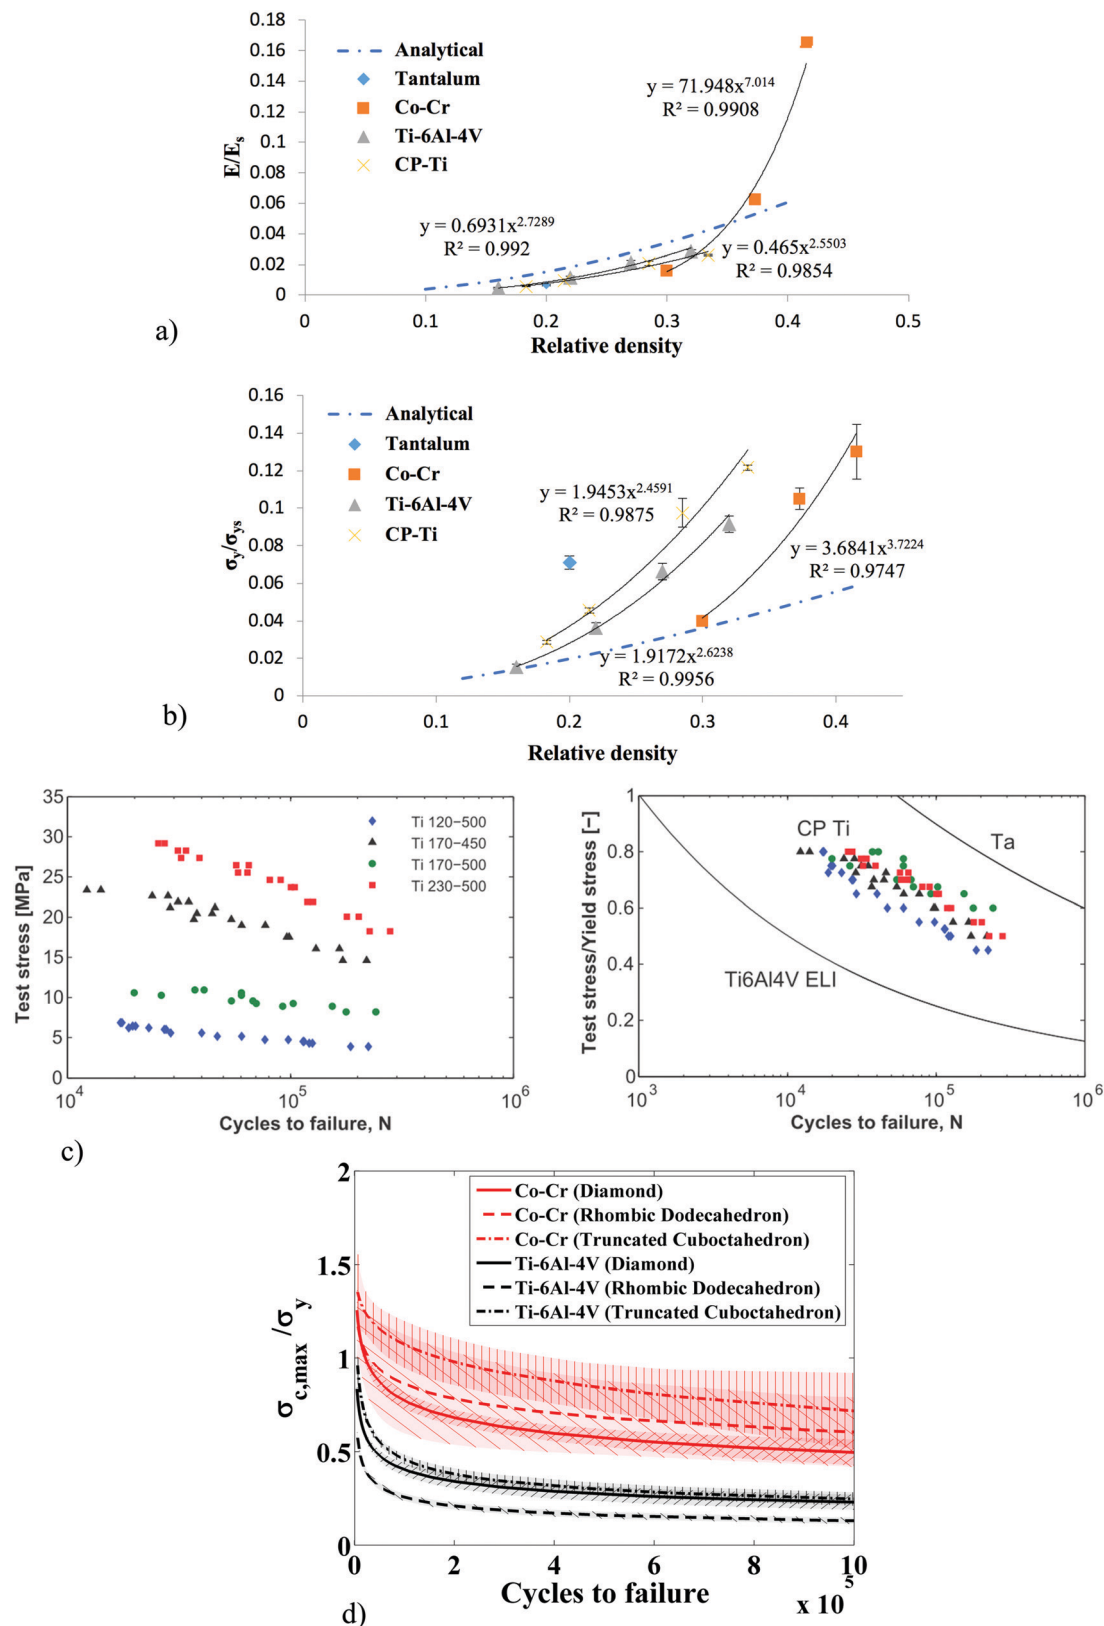 0.18
0.16
0.14
0.12
0.1
0.08
0.06
0.04
0.02
0
E/Eₛ
Analytical
Tantalum
Co-Cr
Ti-6Al-4V
CP-Ti
y = 71.948x⁷·⁰¹⁴
R² = 0.9908
y = 0.6931x²·⁷²⁸⁹
R² = 0.992
y = 0.465x²·⁵⁵⁰³
R² = 0.9854
0 0.1 0.2 0.3 0.4 0.5
Relative density
a)
0.16
0.14
0.12
0.1
0.08
0.06
0.04
0.02
0
σy/σys
Analytical
Tantalum
Co-Cr
Ti-6Al-4V
CP-Ti
y = 1.9453x²·⁴⁵⁹¹
R² = 0.9875
y = 3.6841x³·⁷²²⁴
R² = 0.9747
y = 1.9172x²·⁶²³⁸
R² = 0.9956
0 0.1 0.2 0.3 0.4
Relative density
b)
35
30
25
20
15
10
5
0
Test stress [MPa]
Ti 120−500
Ti 170−450
Ti 170−500
Ti 230−500
10⁴ 10⁵ 10⁶
Cycles to failure, N
1
0.8
0.6
0.4
0.2
0
Test stress/Yield stress [−]
CP Ti
Ta
Ti6Al4V ELI
10³ 10⁴ 10⁵ 10⁶
Cycles to failure, N
c)
2
1.5
1
0.5
0
σc,max /σy
Co-Cr (Diamond)
Co-Cr (Rhombic Dodecahedron)
Co-Cr (Truncated Cuboctahedron)
Ti-6Al-4V (Diamond)
Ti-6Al-4V (Rhombic Dodecahedron)
Ti-6Al-4V (Truncated Cuboctahedron)
0 2 4 6 8 10
Cycles to failure
x 10⁵
d)